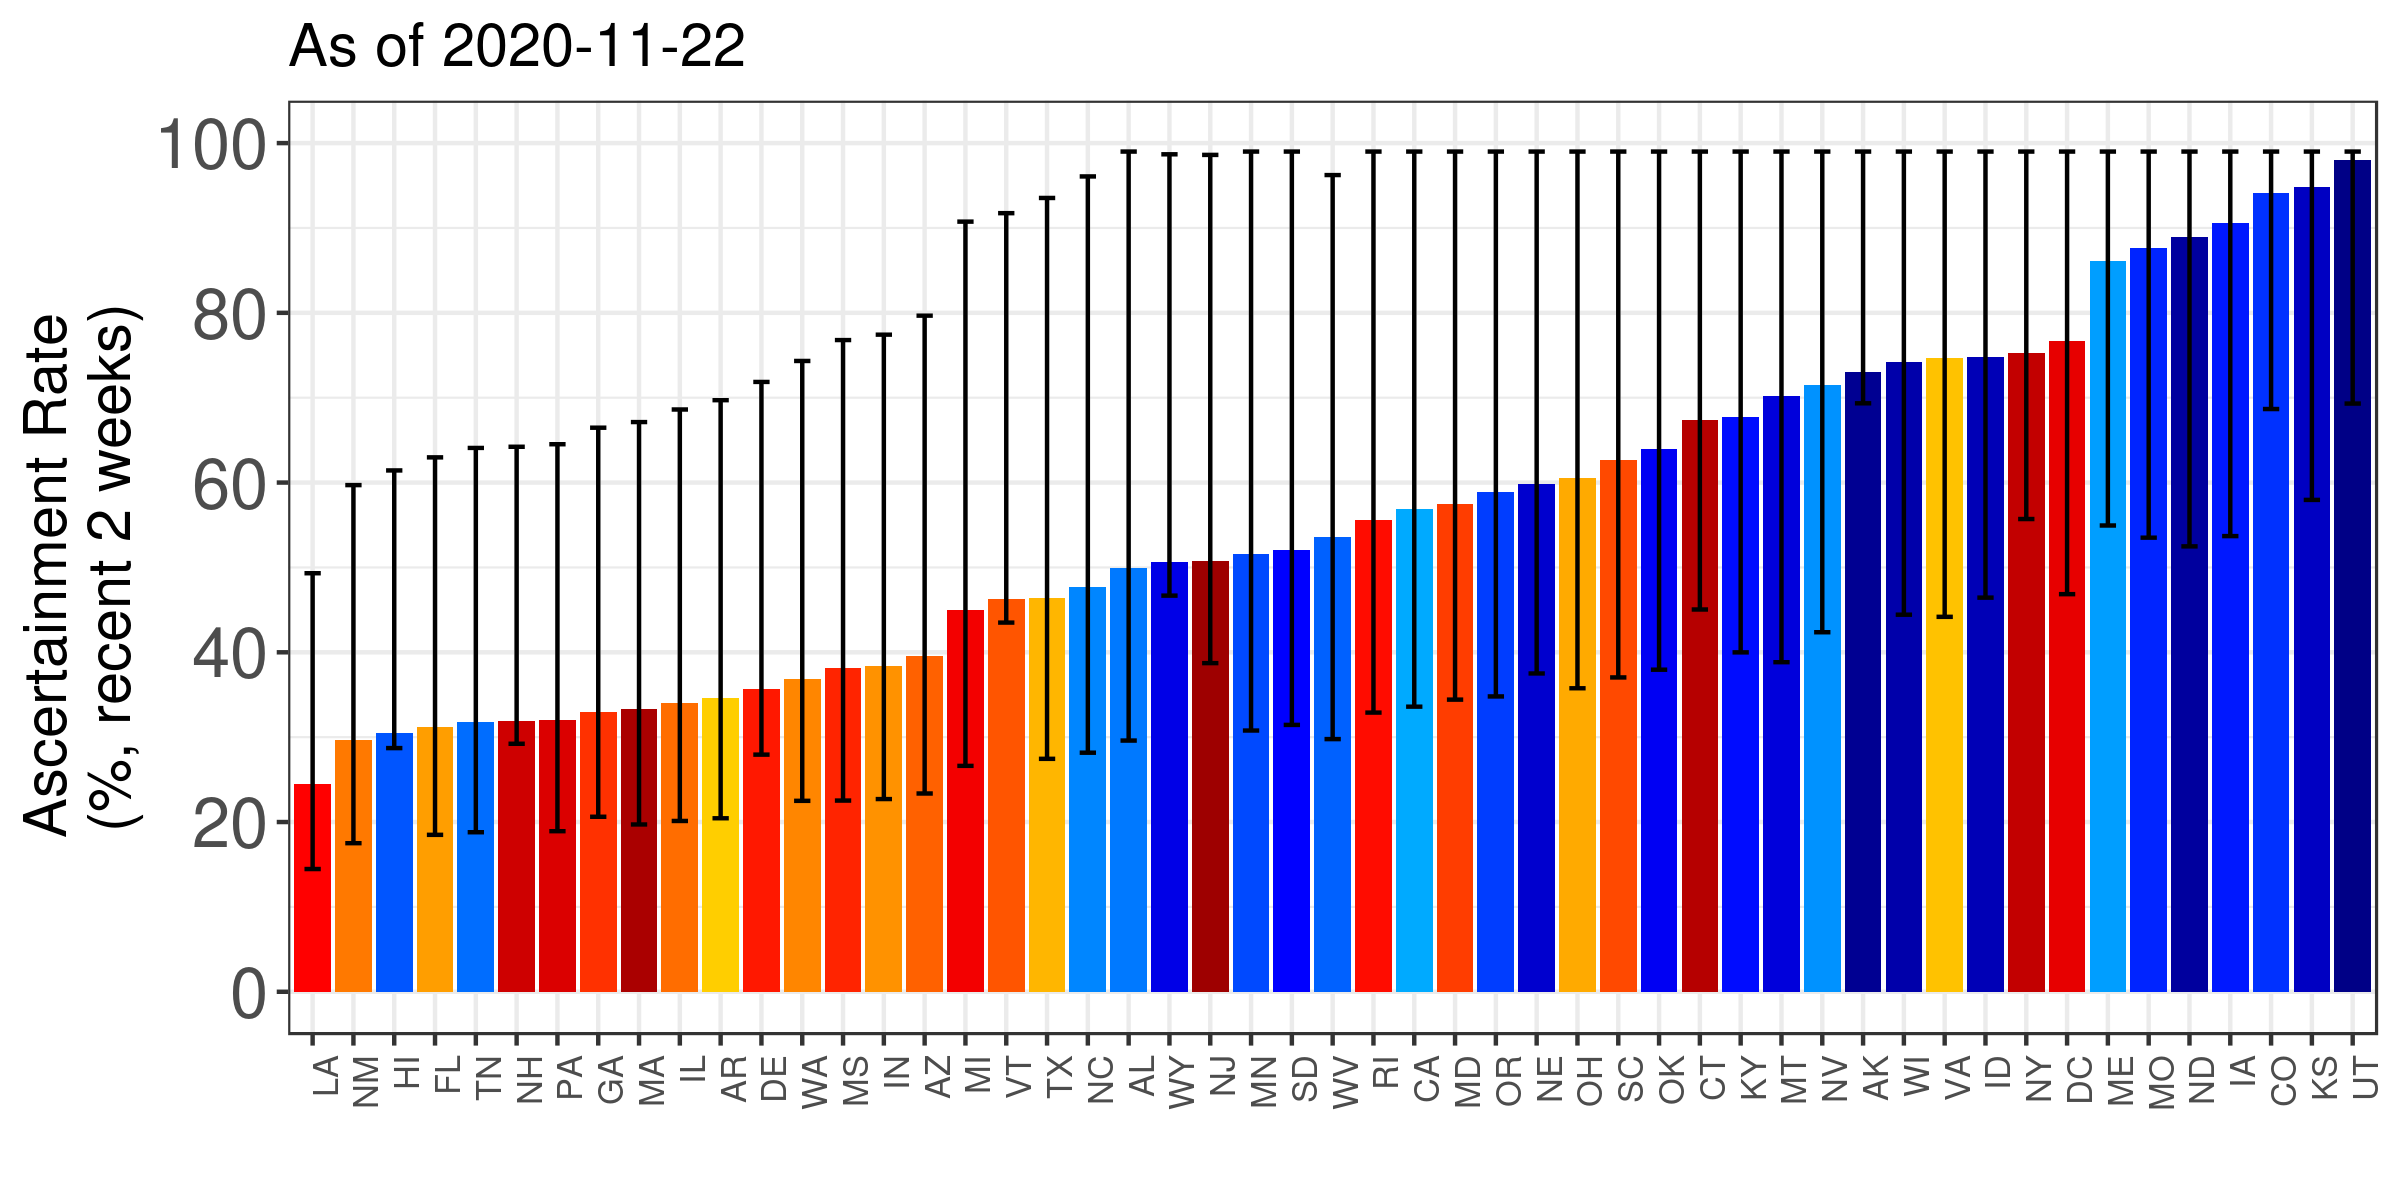 As of 2020-11-22
Ascertainment Rate
(%, recent 2 weeks)
100
80
60
40
20
0
LA NM HI FL TN NH PA GA MA IL AR DE WA MS IN AZ MI VT TX NC AL WY NJ MN SD WV RI CA MD OR NE OH SC OK CT KY MT NV AK WI VA ID NY DC ME MO ND IA CO KS UT